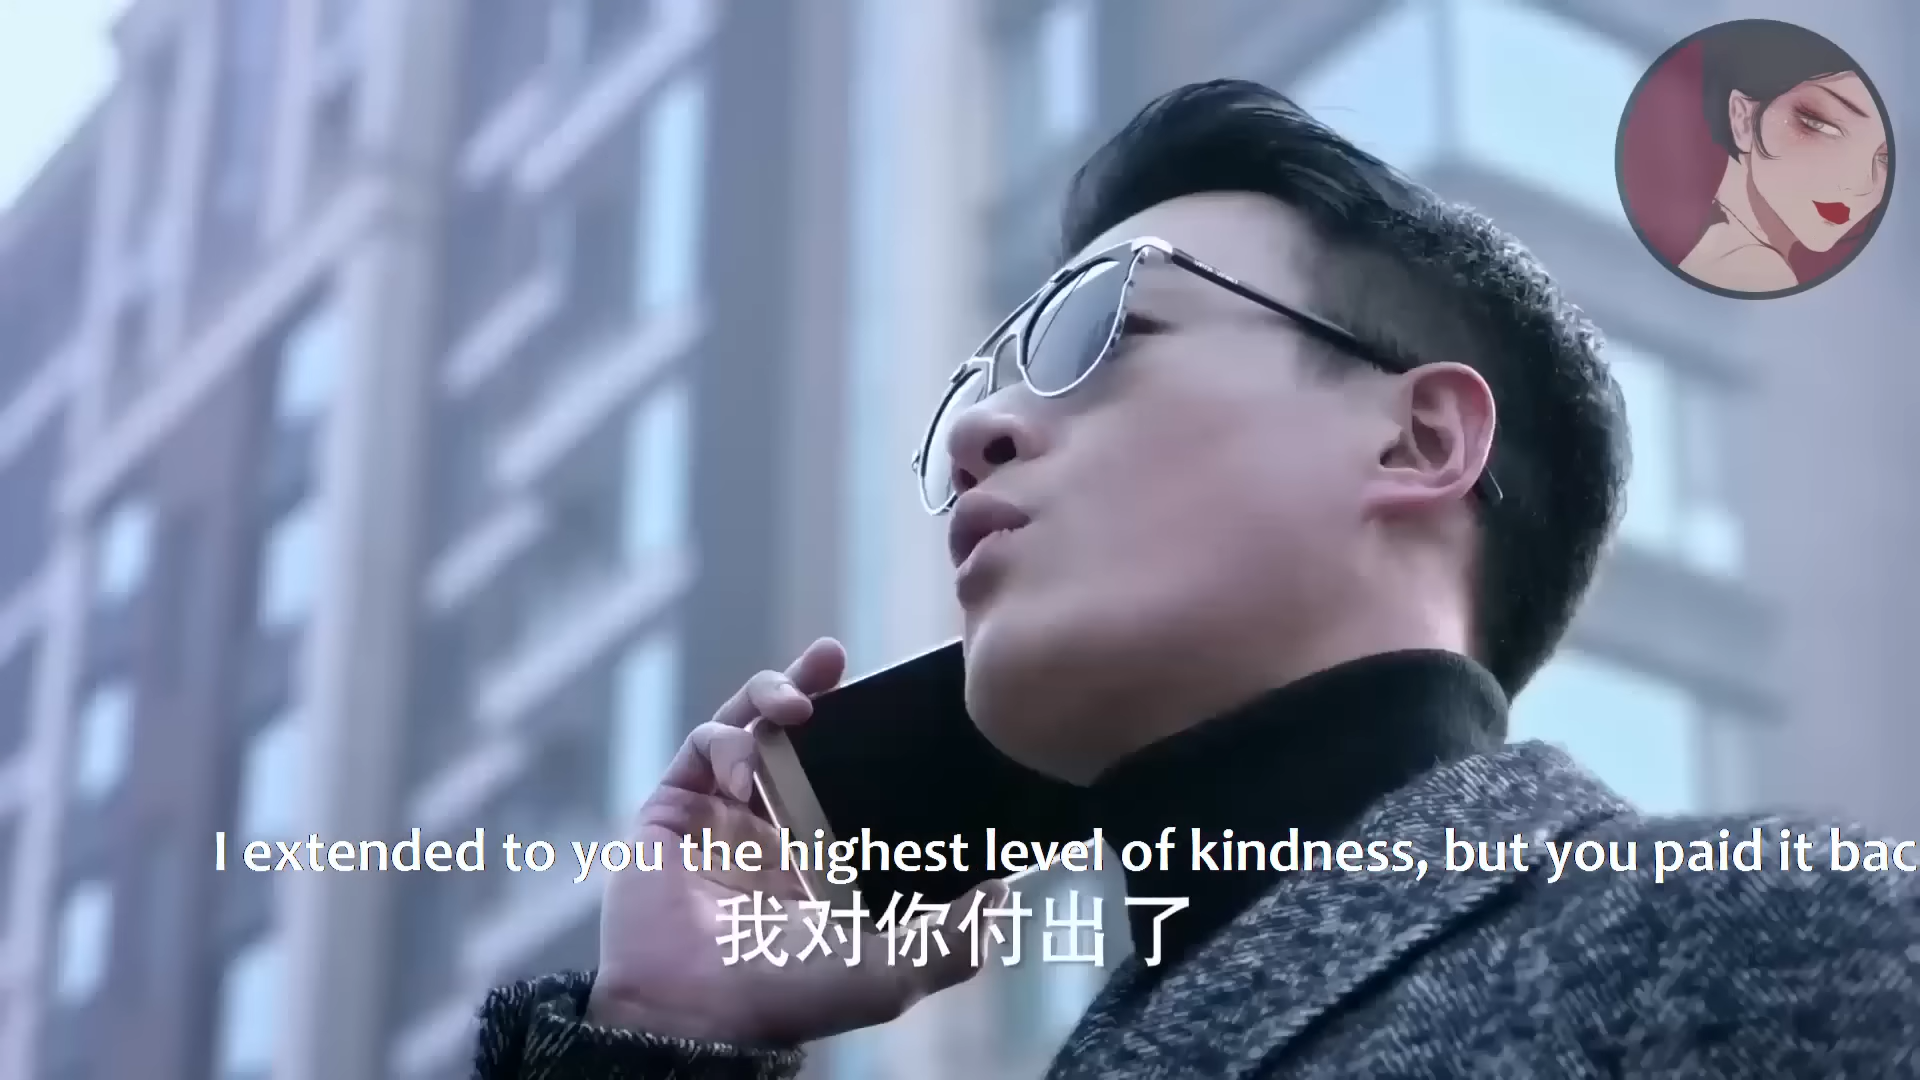 I extended to you the highest level of kindness, but you paid it bac
我对你付出了